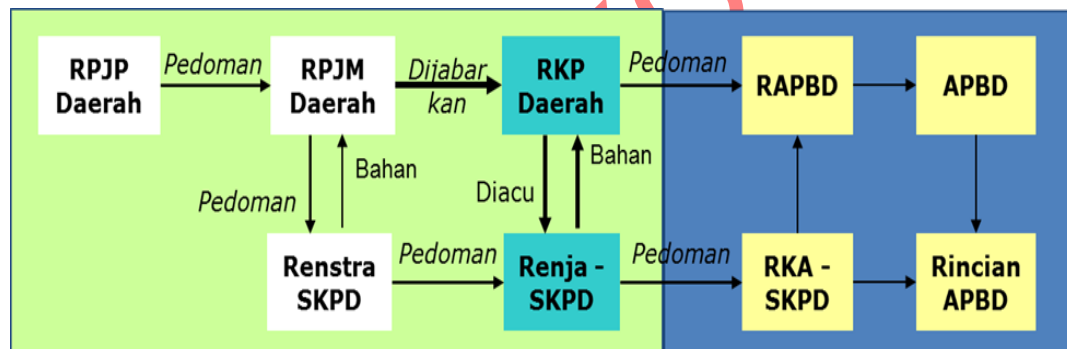 RPJP
Daerah
Pedoman
RPJM
Daerah
Dijabar
kan
RKP
Daerah
Pedoman
RAPBD
APBD
Pedoman
Bahan
Diacu
Bahan
Renstra
SKPD
Pedoman
Renja -
SKPD
Pedoman
RKA -
SKPD
Rincian
APBD